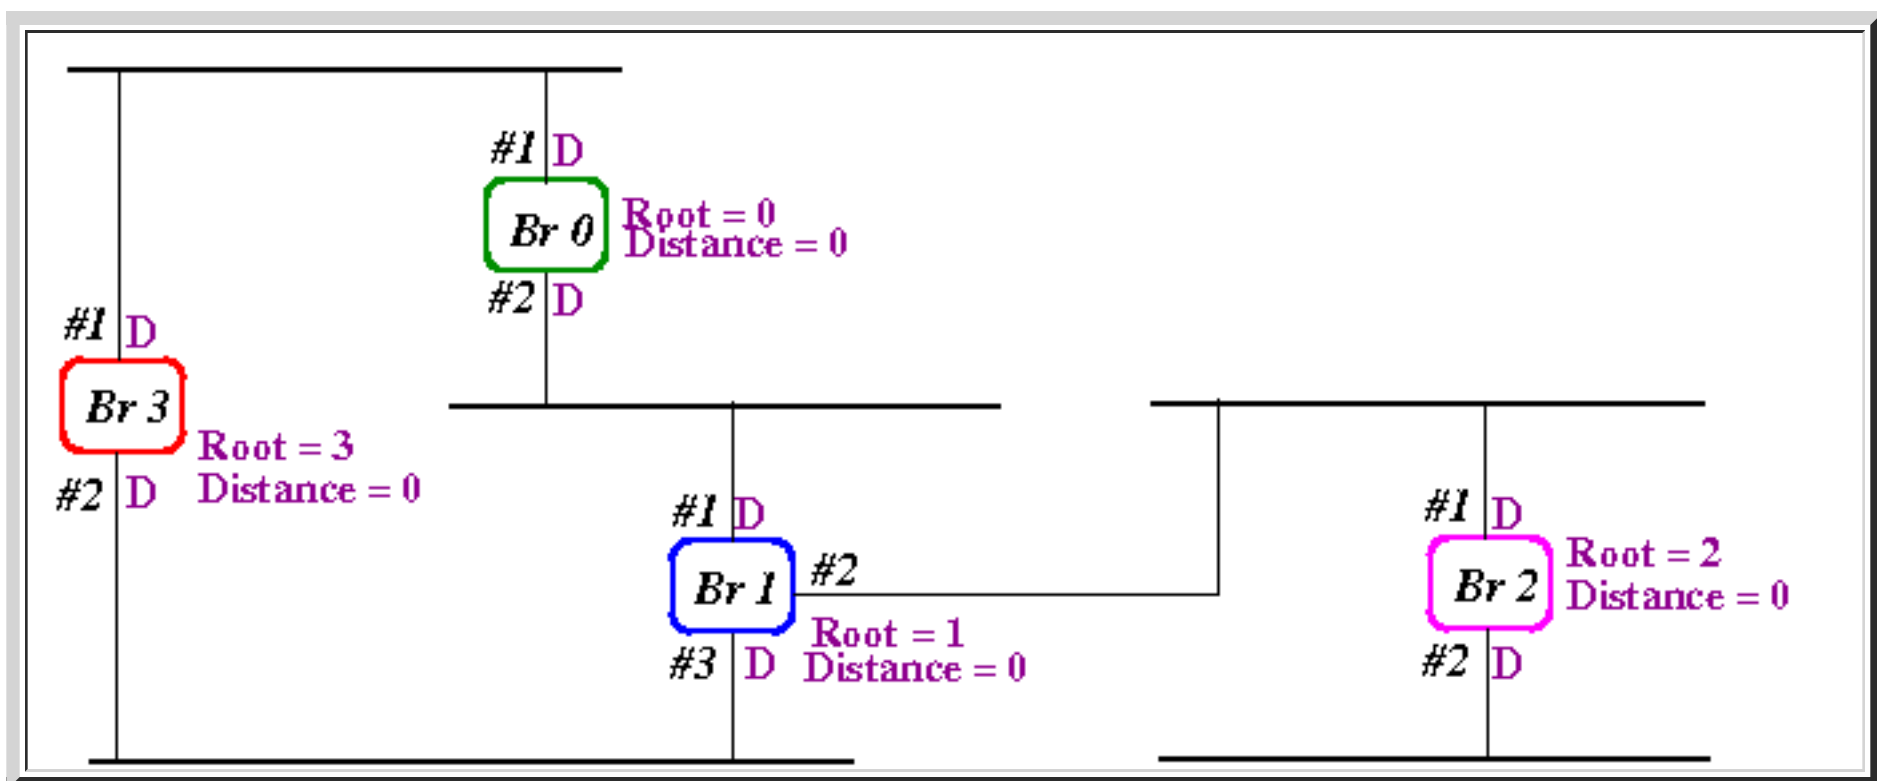 #1 D
Br 0
Root = 0
Distance = 0
#2 D
#1 D
Br 3
Root = 3
Distance = 0
#2 D
#1 D
Br 1
#2
Root = 1
Distance = 0
#3 D
#1 D
Br 2
Root = 2
Distance = 0
#2 D